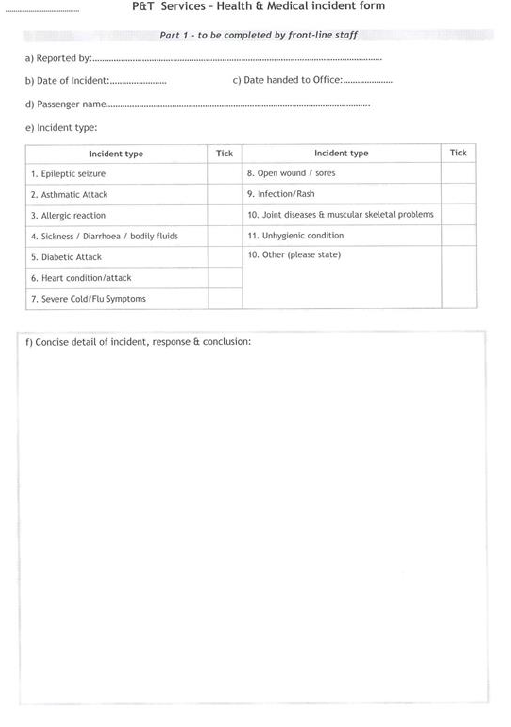 P&T Services - Health & Medical incident form
Part 1 - to be completed by front-line staff
a) Reported by:
b) Date of Incident: c) Date handed to Office:
d) Passenger name
e) Incident type:
Incident type Tick Incident type Tick
1. Epileptic seizure 8. Open wound / sores
2. Asthmatic Attack 9. Infection/Rash
3. Allergic reaction 10. Joint diseases & muscular skeletal problems
4. Sickness / Diarrhoea / bodily fluids 11. Unhygienic condition
5. Diabetic Attack 10. Other (please state)
6. Heart condition/attack
7. Severe Cold/Flu Symptoms
f) Concise detail of incident, response & conclusion: